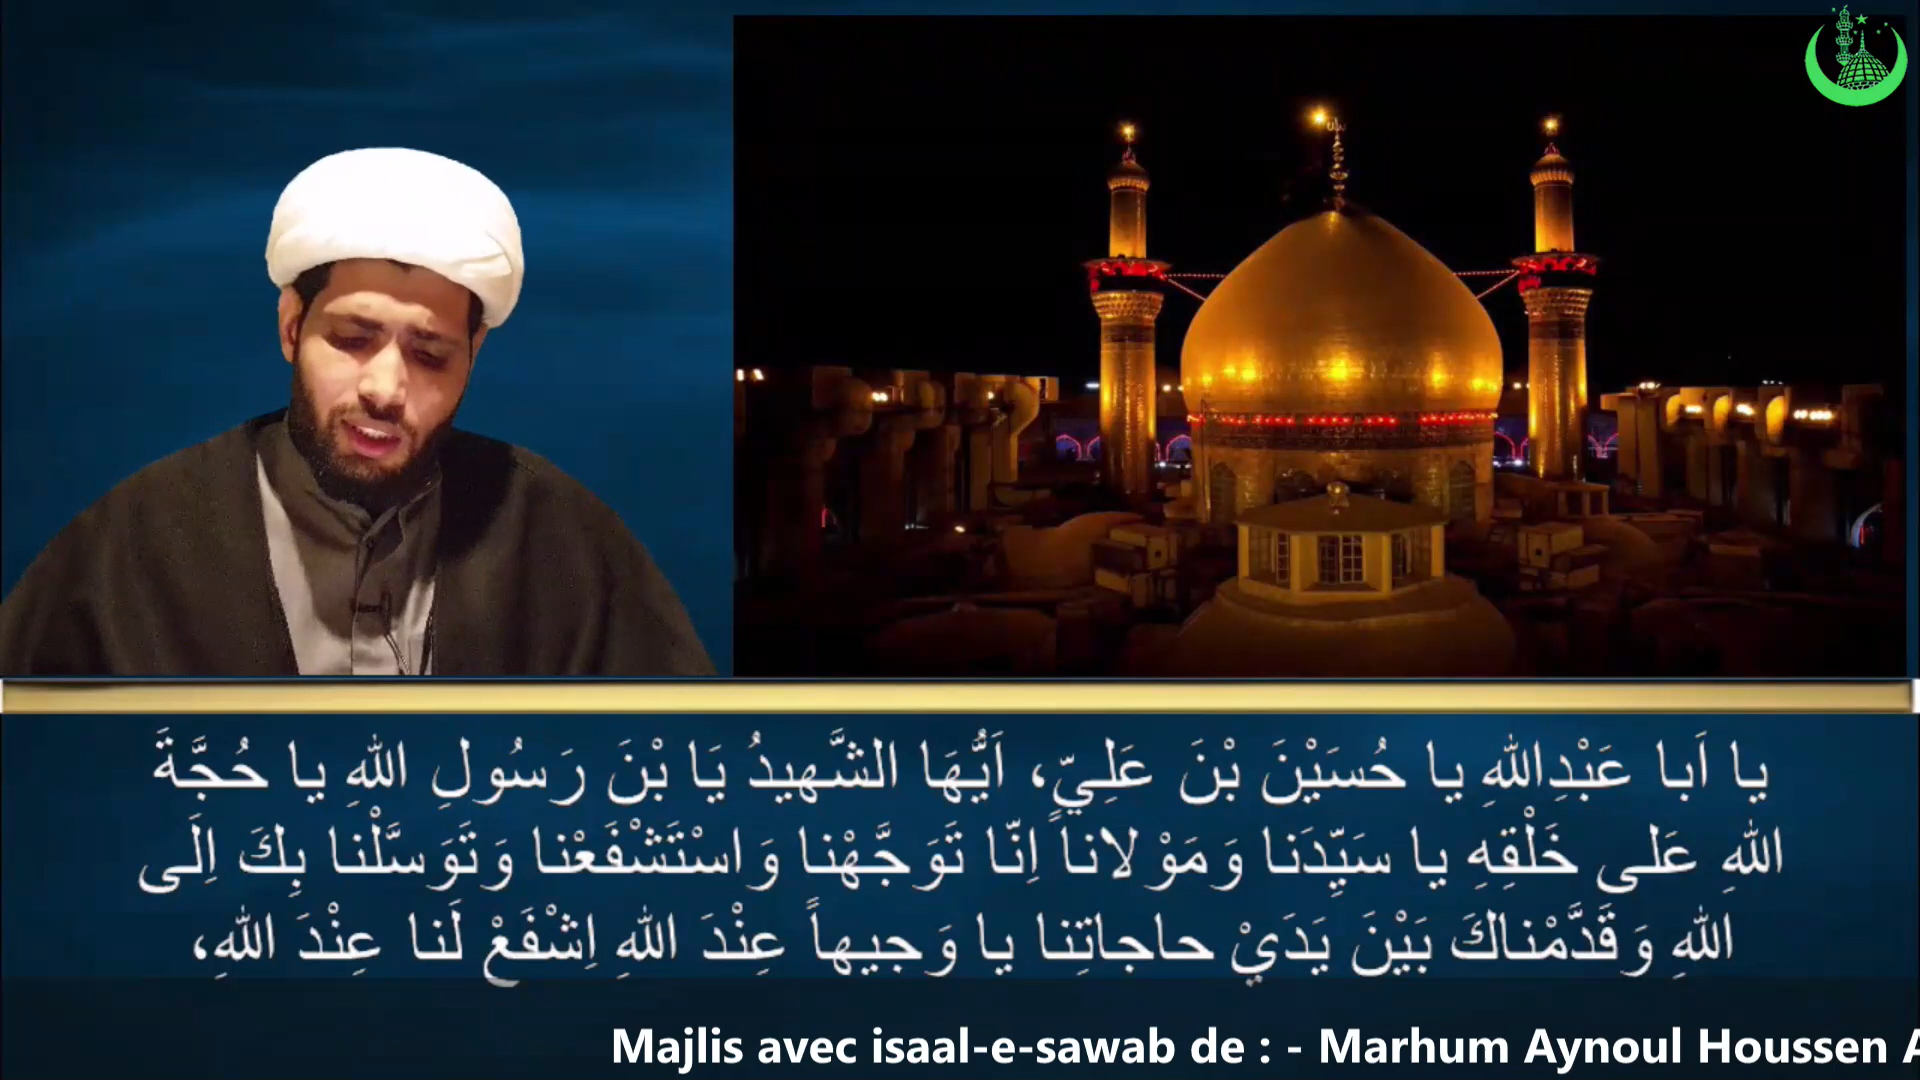 يا اَبا عَبْدِاللهِ يا حُسَيْنَ بْنَ عَلِيّ، اَيُّهَا الشَّهيدُ يَا بْنَ رَسُولِ اللهِ يا حُجَّةَ
اللهِ عَلى خَلْقِهِ يا سَيِّدَنا وَمَوْلاناً اِنّا تَوَجَّهْنا وَاسْتَشْفَعْنا وَتَوَسَّلْنا بِكَ اِلَى
اللهِ وَقَدَّمْناكَ بَيْنَ يَدَيْ حاجاتِنا يا وَجيهاً عِنْدَ اللهِ اِشْفَعْ لَنا عِنْدَ اللهِ،
Majlis avec isaal-e-sawab de : - Marhum Aynoul Houssen A